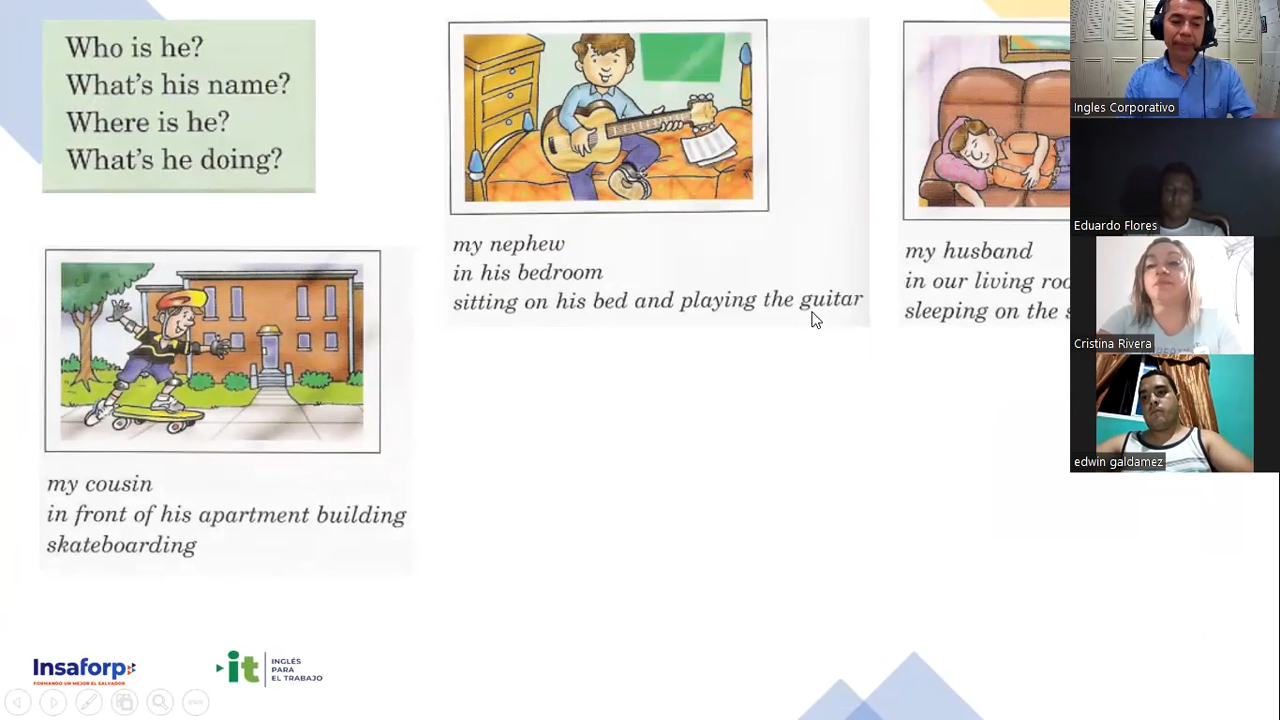 Who is he?
What's his name?
Where is he?
What's he doing?
my nephew
in his bedroom
sitting on his bed and playing the guitar
my husband
in our living
sleeping on the
my cousin
in front of his apartment building
skateboarding
Ingles Corporativo
Eduardo Flores
Cristina Rivera
edwin galdamez
Insaforp
FORMANDO UN MEJOR EL SALVADOR
it
INGLÉS
PARA
EL TRABAJO